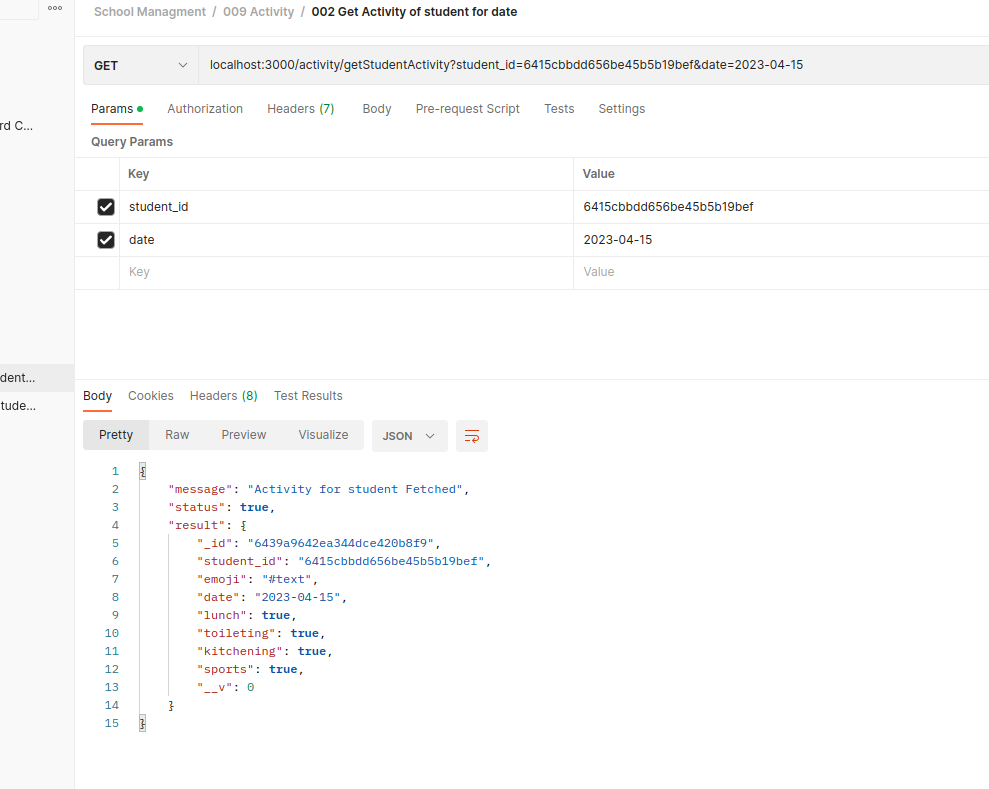 School Managment / 009 Activity / 002 Get Activity of student for date
GET localhost:3000/activity/getStudentActivity?student_id=6415cbbdd656be45b5b19bef&date=2023-04-15
Params Authorization Headers (7) Body Pre-request Script Tests Settings
rd C...
Query Params
Key Value
student_id 6415cbbdd656be45b5b19bef
date 2023-04-15
Key Value
dent...
Body Cookies Headers (8) Test Results
tude...
Pretty Raw Preview Visualize JSON
1 {
2 "message": "Activity for student Fetched",
3 "status": true,
4 "result": {
5 "_id": "6439a9642ea344dce420b8f9",
6 "student_id": "6415cbbdd656be45b5b19bef",
7 "emoji": "#text",
8 "date": "2023-04-15",
9 "lunch": true,
10 "toileting": true,
11 "kitchening": true,
12 "sports": true,
13 "__v": 0
14 }
15 }